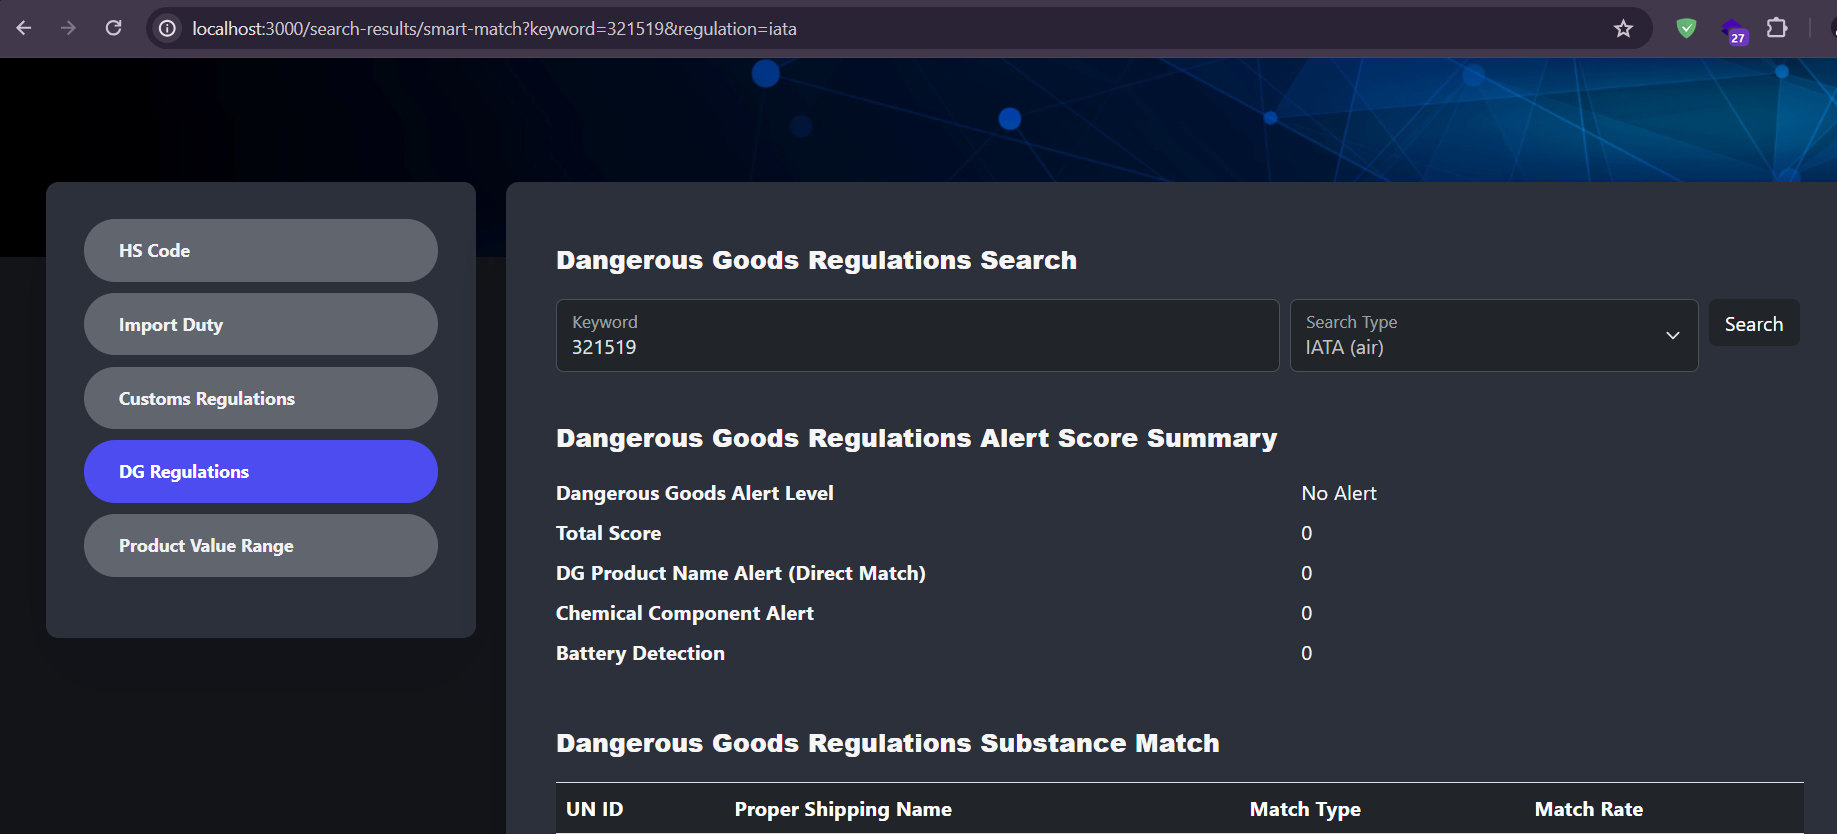 localhost:3000/search-results/smart-match?keyword=321519&regulation=iata
27
HS Code
Import Duty
Customs Regulations
DG Regulations
Product Value Range
Dangerous Goods Regulations Search
Keyword
321519
Search Type
IATA (air)
Search
Dangerous Goods Regulations Alert Score Summary
Dangerous Goods Alert Level No Alert
Total Score 0
DG Product Name Alert (Direct Match) 0
Chemical Component Alert 0
Battery Detection 0
Dangerous Goods Regulations Substance Match
UN ID Proper Shipping Name Match Type Match Rate